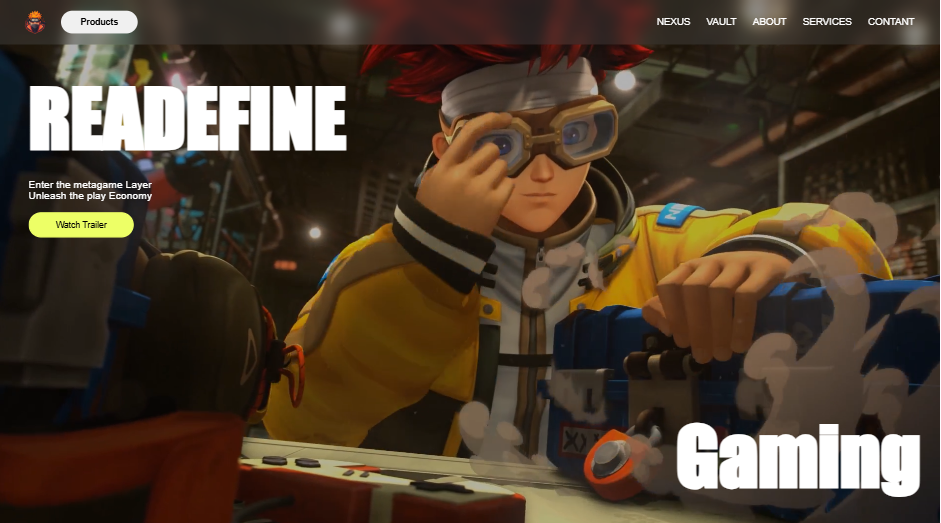 Products
NEXUS VAULT ABOUT SERVICES CONTANT
READEFINE
Enter the metagame Layer
Unleash the play Economy
Watch Trailer
Gaming